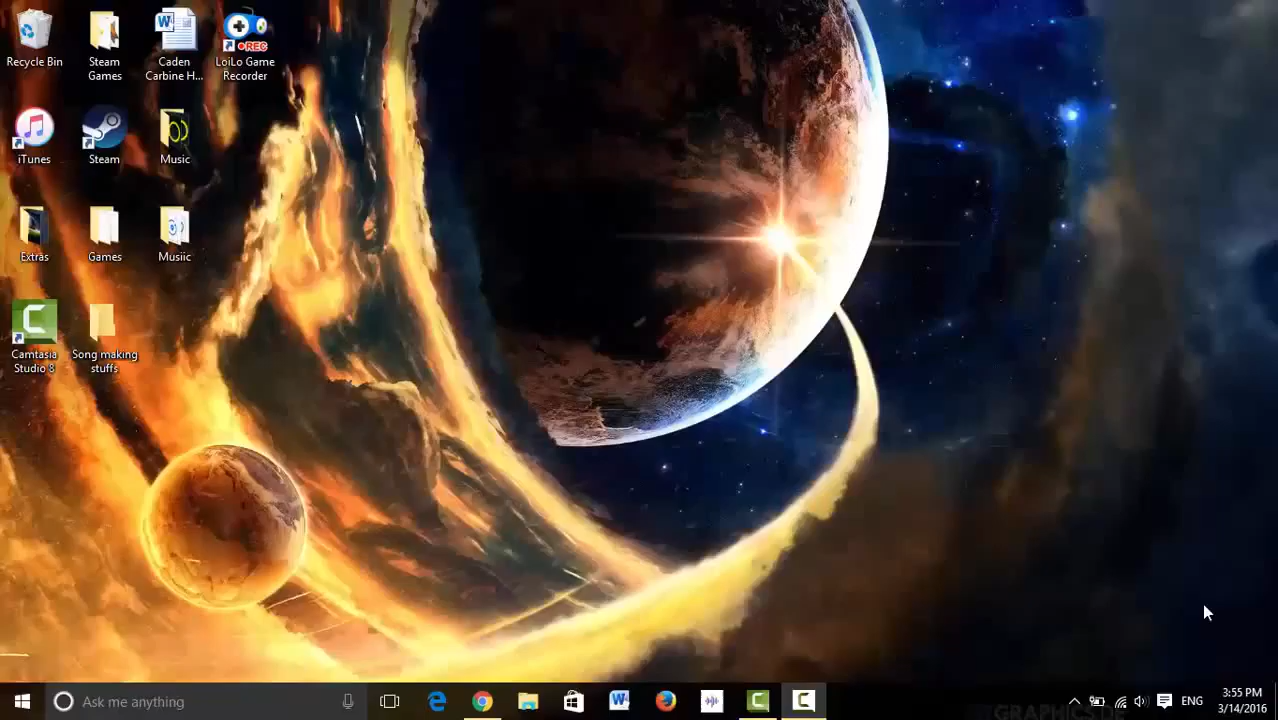 Recycle Bin
Steam
Games
Caden
Carbine H...
REC
LoiLo Game
Recorder
iTunes
Steam
Music
Extras
Games
Musiic
Camtasia
Studio 8
Song making
stuffs
Ask me anything
ENG
3:55 PM
3/14/2016